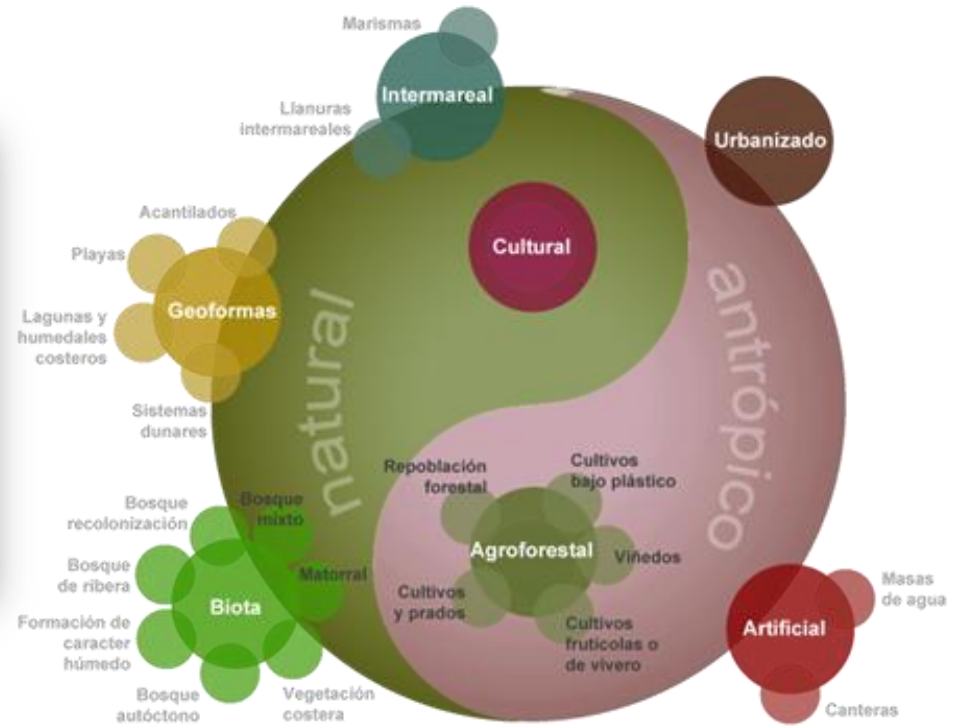 Marismas
Intermareal
Llanuras
intermareales
Urbanizado
Acantilados
Playas
Geoformas
Lagunas y
humedales
costeros
Sistemas
dunares
Cultural
natural
antrópico
Repoblación
forestal
Cultivos
bajo plástico
Agroforestal
Viñedos
Cultivos
y prados
Cultivos
frutícolas o
de vivero
Bosque
recolonización
Bosque
mixto
Bosque
de ribera
Matorral
Biota
Formación de
caracter
húmedo
Bosque
autóctono
Vegetación
costera
Artificial
Masas
de agua
Canteras